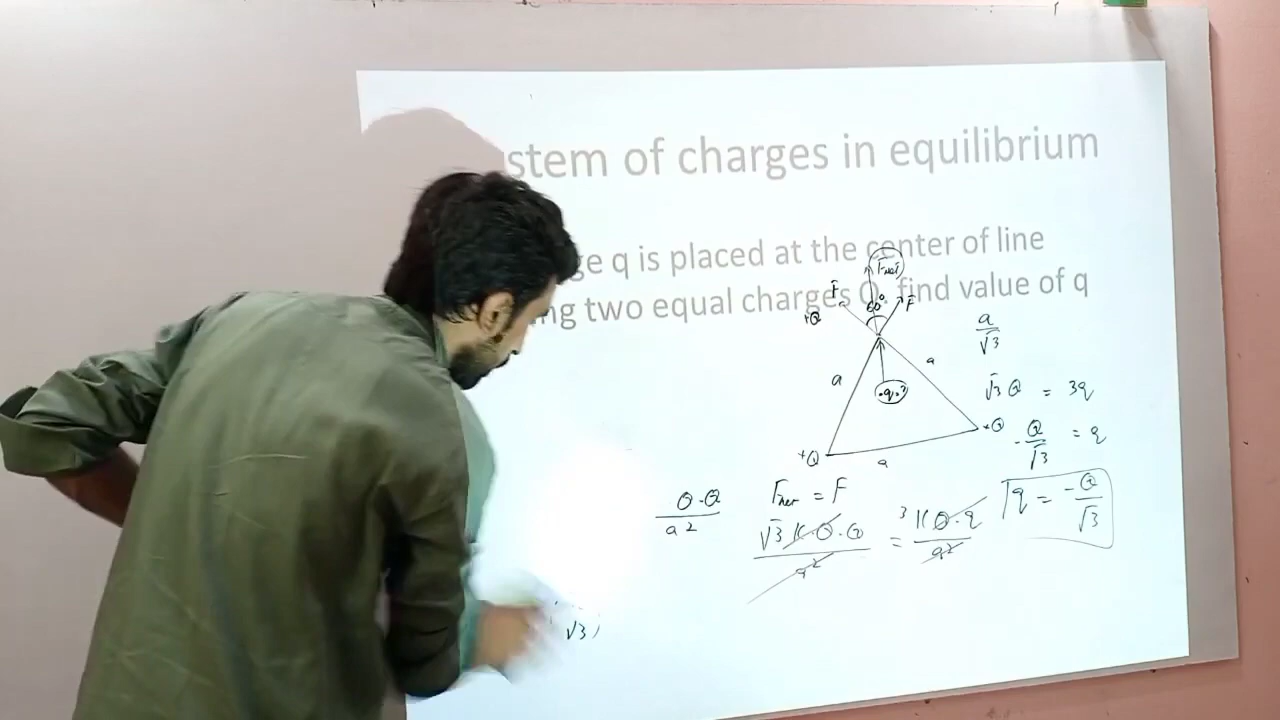 stem of charges in equilibrium
ge q is placed at the center of line
ing two equal charges Q, find value of q
Fnet
F 60° F
+Q
a a
q,?
+Q a +Q
a/√3
√3 Q = 3q
-Q/√3 = q
q = -Q/√3
Q·Q/a²
Fnet = F
√3 K Q·Q/a² = 3 K Q·q/a²
√3)